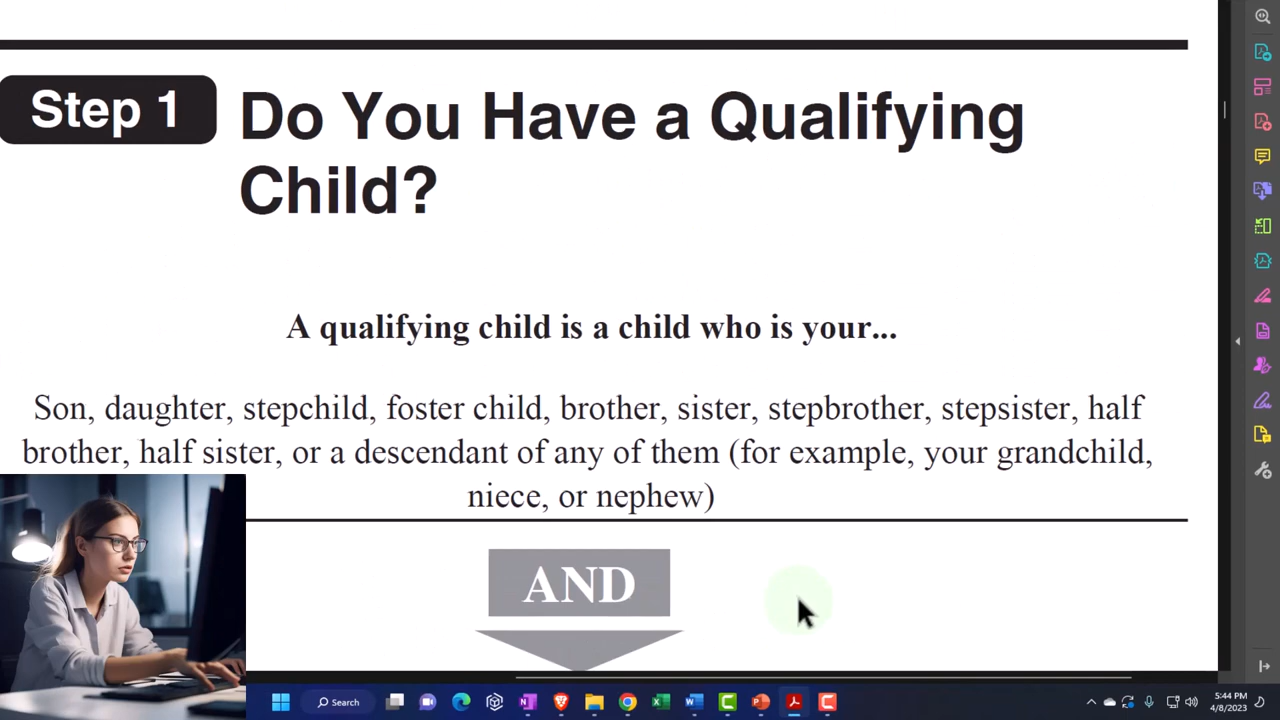 Step 1
Do You Have a Qualifying
Child?
A qualifying child is a child who is your...
Son, daughter, stepchild, foster child, brother, sister, stepbrother, stepsister, half
brother, half sister, or a descendant of any of them (for example, your grandchild,
niece, or nephew)
AND
Search
5:44 PM
4/8/2023